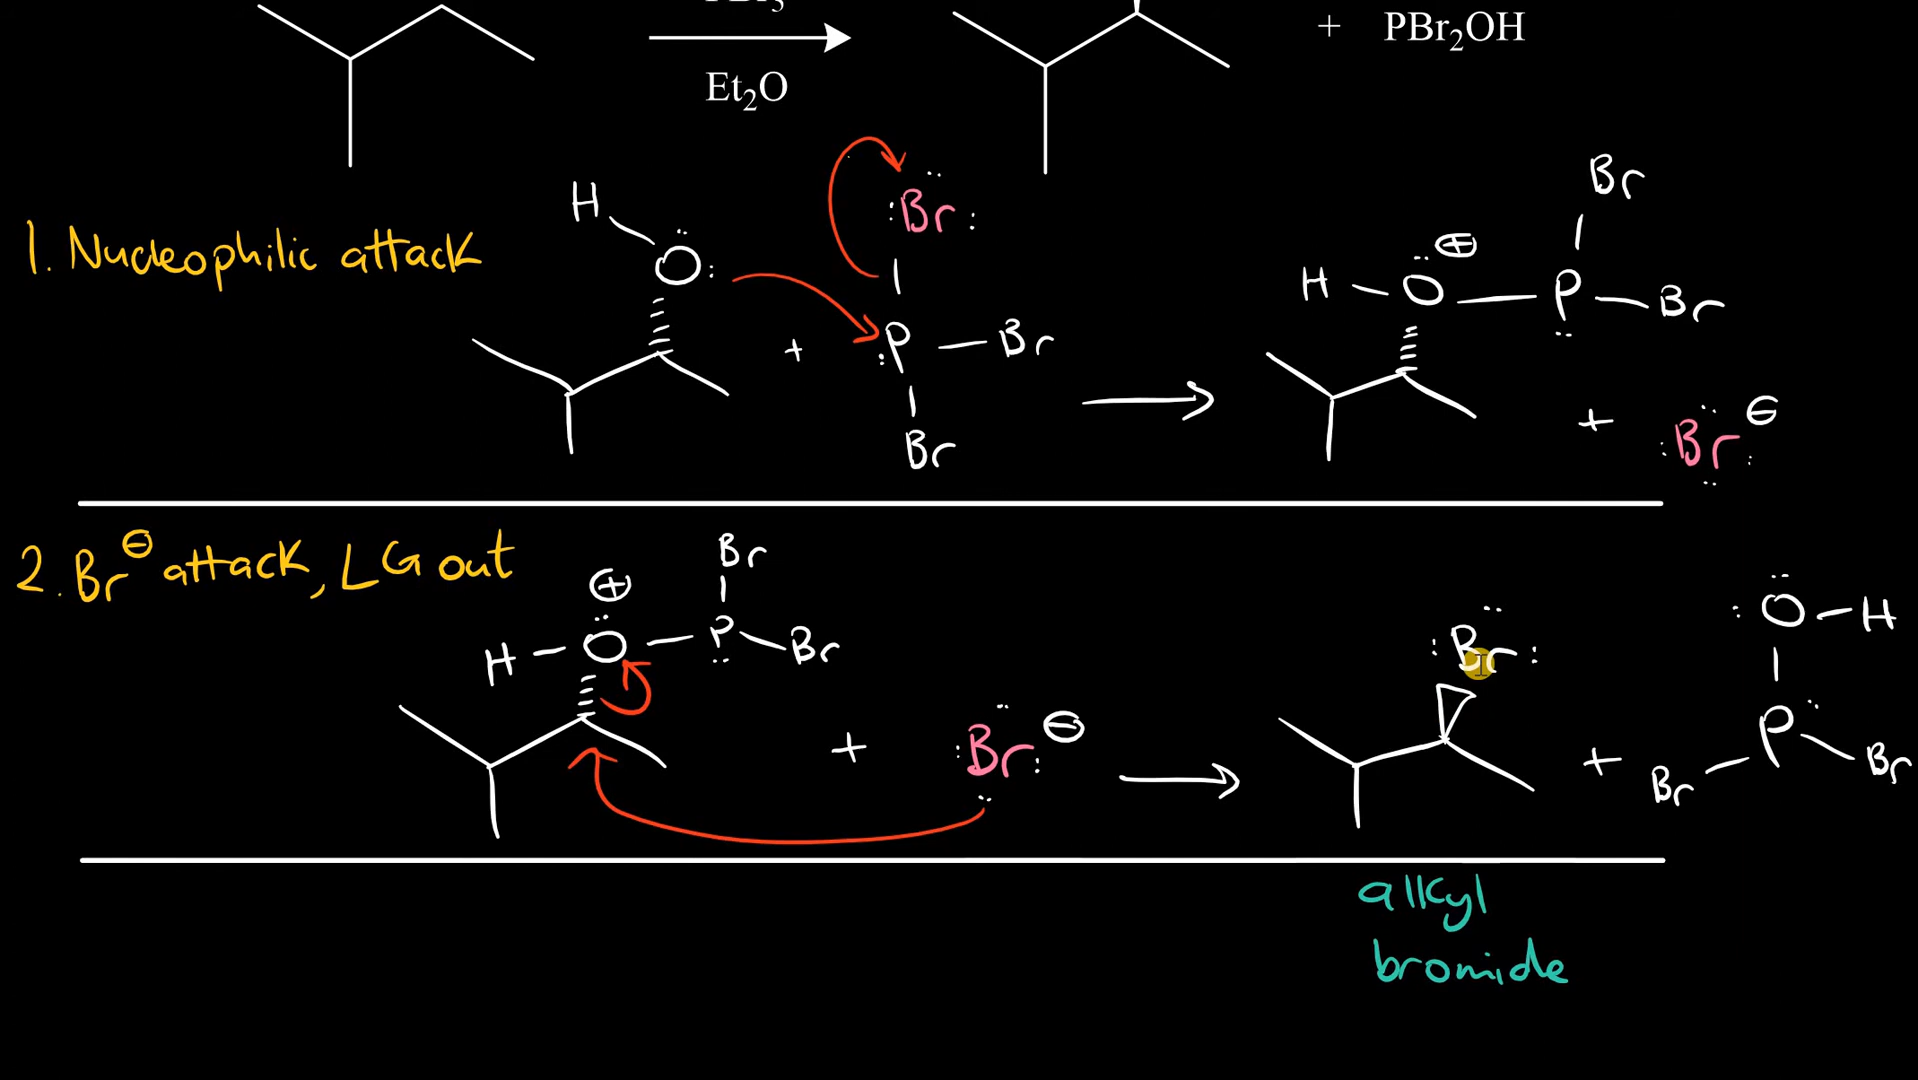 PBr₃
Et₂O
+ PBr₂OH
1. Nucleophilic attack
H
O
Br
+
P
Br
Br
H
O
⊕
P
Br
Br
+
Br
⊖
2. Br⊖ attack, LG out
⊕
H
O
P
Br
Br
+
Br
⊖
Br
+
O
H
P
Br
Br
alkyl
bromide